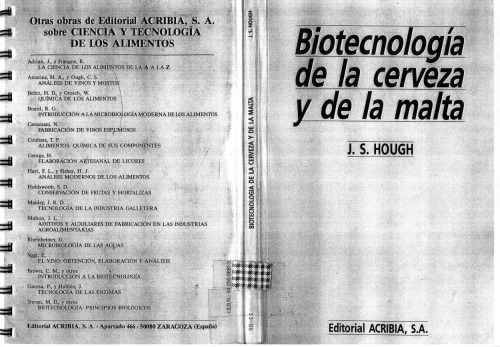 Otras obras de Editorial ACRIBIA, S. A.
sobre CIENCIA Y TECNOLOGÍA
DE LOS ALIMENTOS
Adrian, J., y Frangne, R.
LA CIENCIA DE LOS ALIMENTOS DE LA A A LA Z
Amerine, M. A., y Ough, C. S.
ANÁLISIS DE VINOS Y MOSTOS
Belitz, H. D., y Grosch, W.
QUÍMICA DE LOS ALIMENTOS
Board, R. G.
INTRODUCCIÓN A LA MICROBIOLOGÍA MODERNA DE LOS ALIMENTOS
Cavazzani, N.
FABRICACIÓN DE VINOS ESPUMOSOS
Coultate, T. P.
ALIMENTOS: QUÍMICA DE SUS COMPONENTES
George, H.
ELABORACIÓN ARTESANAL DE LICORES
Hart, F. L., y Fisher, H. J.
ANÁLISIS MODERNOS DE LOS ALIMENTOS
Holdsworth, S. D.
CONSERVACIÓN DE FRUTAS Y HORTALIZAS
Manley, J. R. D.
TECNOLOGÍA DE LA INDUSTRIA GALLETERA
J. L.
ADITIVOS Y AUXILIARES DE FABRICACIÓN EN LAS INDUSTRIAS
AGROALIMENTARIAS
Rheinheimer, G.
MICROBIOLOGÍA DE LAS AGUAS
Vogt, E.
EL VINO: OBTENCIÓN, ELABORACIÓN Y ANÁLISIS
Brown, C. M., y otros
INTRODUCCIÓN A LA BIOTECNOLOGÍA
Gacesa, P., y Hubble, J.
TECNOLOGÍA DE LAS ENZIMAS
Trevan, M. D., y otros
BIOTECNOLOGÍA: PRINCIPIOS BIOLÓGICOS
Editorial ACRIBIA, S. A. - Apartado 466 - 50080 ZARAGOZA (España)
J. S. HOUGH
BIOTECNOLOGÍA DE LA CERVEZA Y DE LA MALTA
Biotecnología
de la cerveza
y de la malta
J. S. HOUGH
Editorial ACRIBIA, S.A.